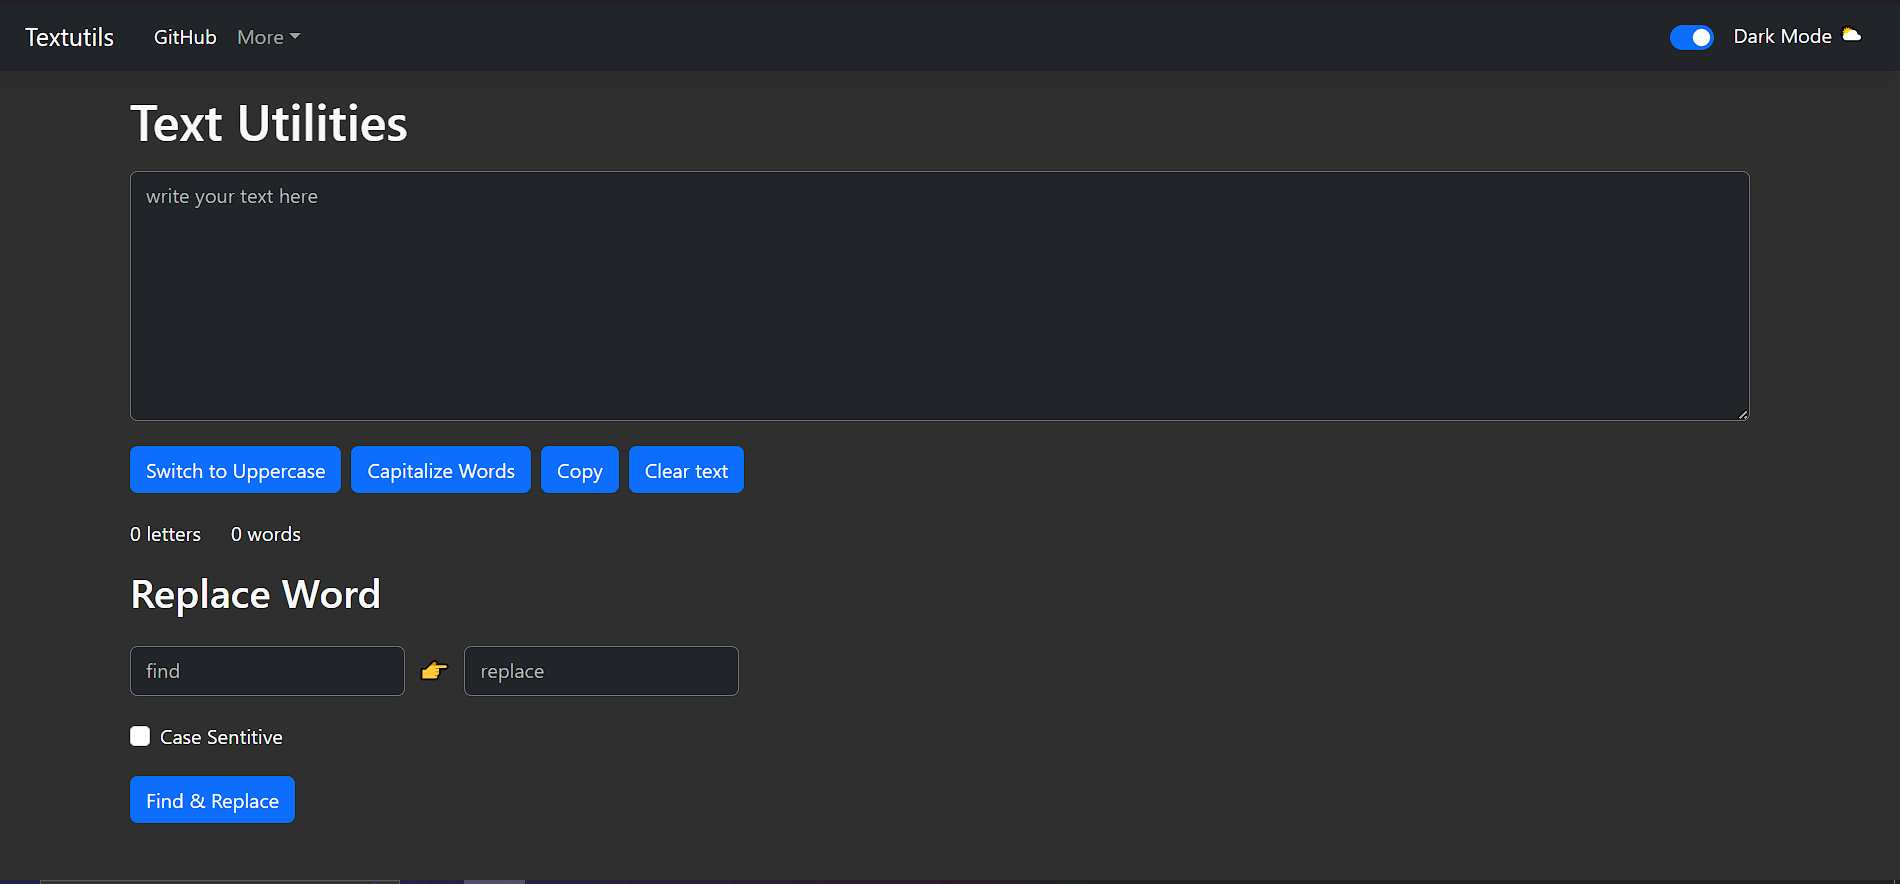 Textutils GitHub More Dark Mode
Text Utilities
write your text here
Switch to Uppercase Capitalize Words Copy Clear text
0 letters 0 words
Replace Word
find 👉 replace
Case Sentitive
Find & Replace